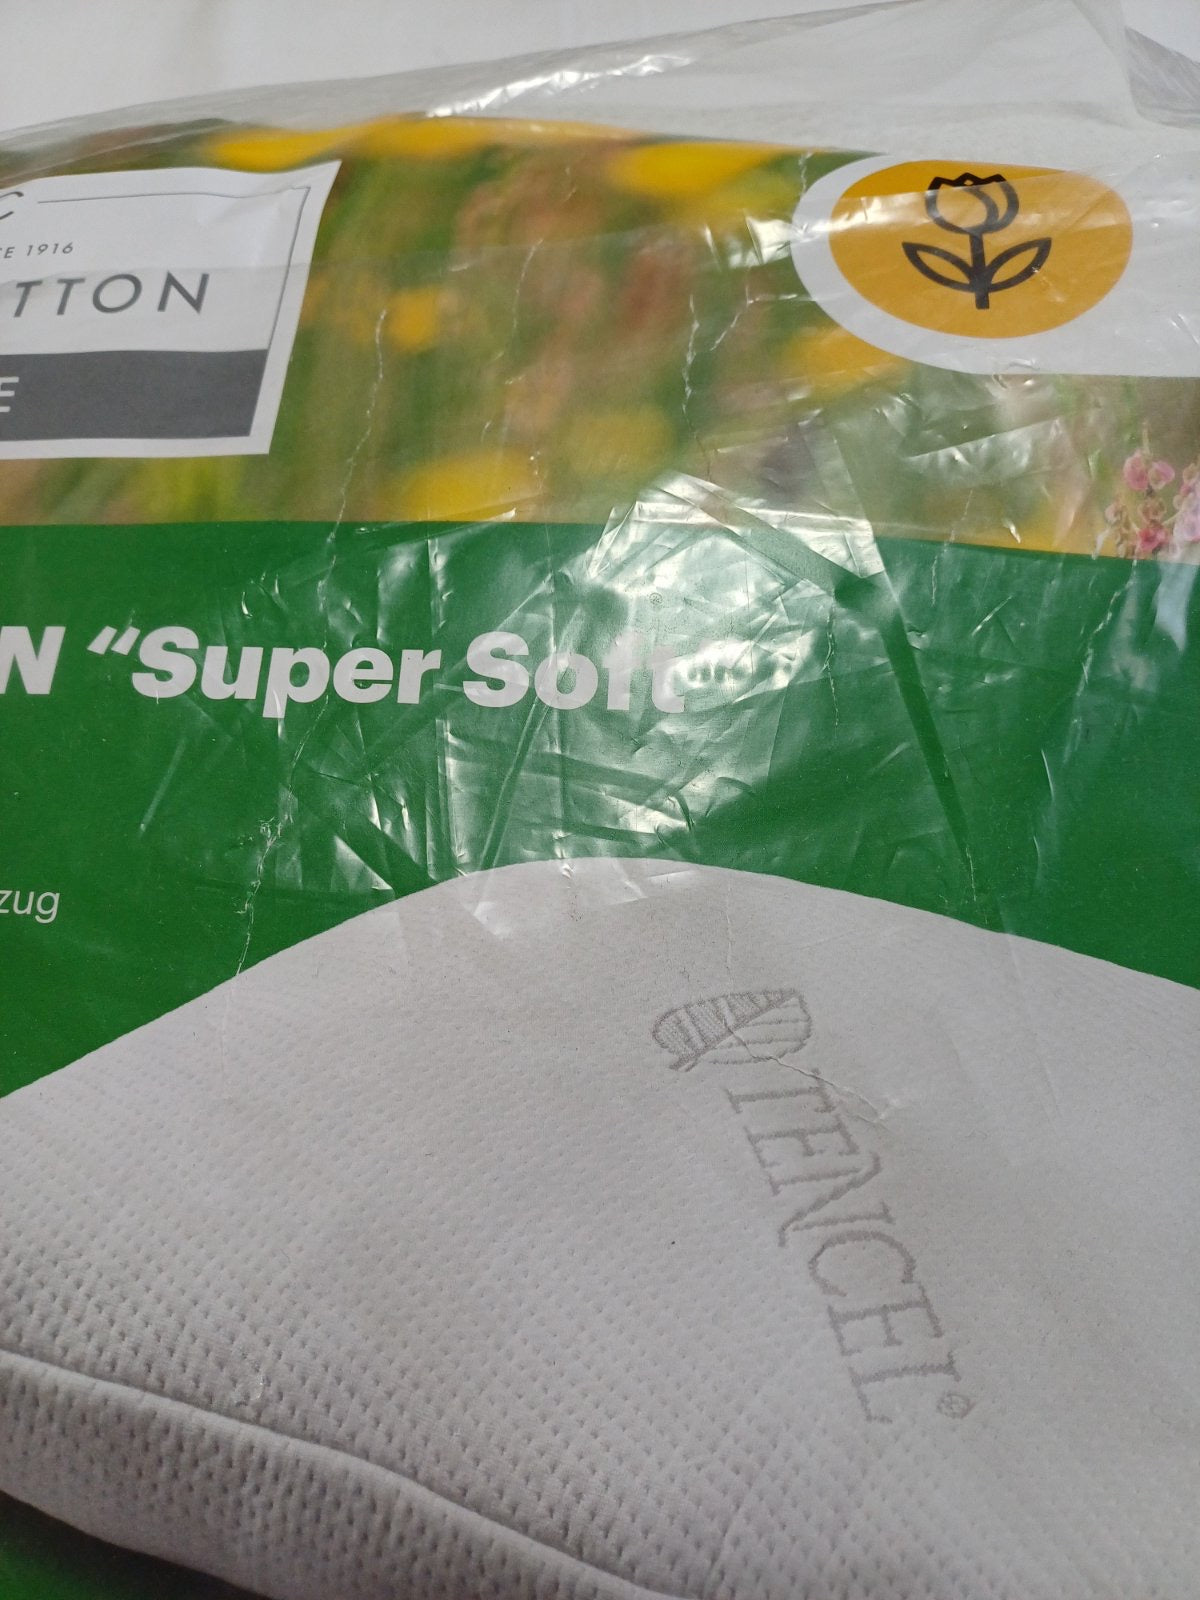 C
CE 1916
TTON
E
N “Super Soft”
zug
TENCEL®